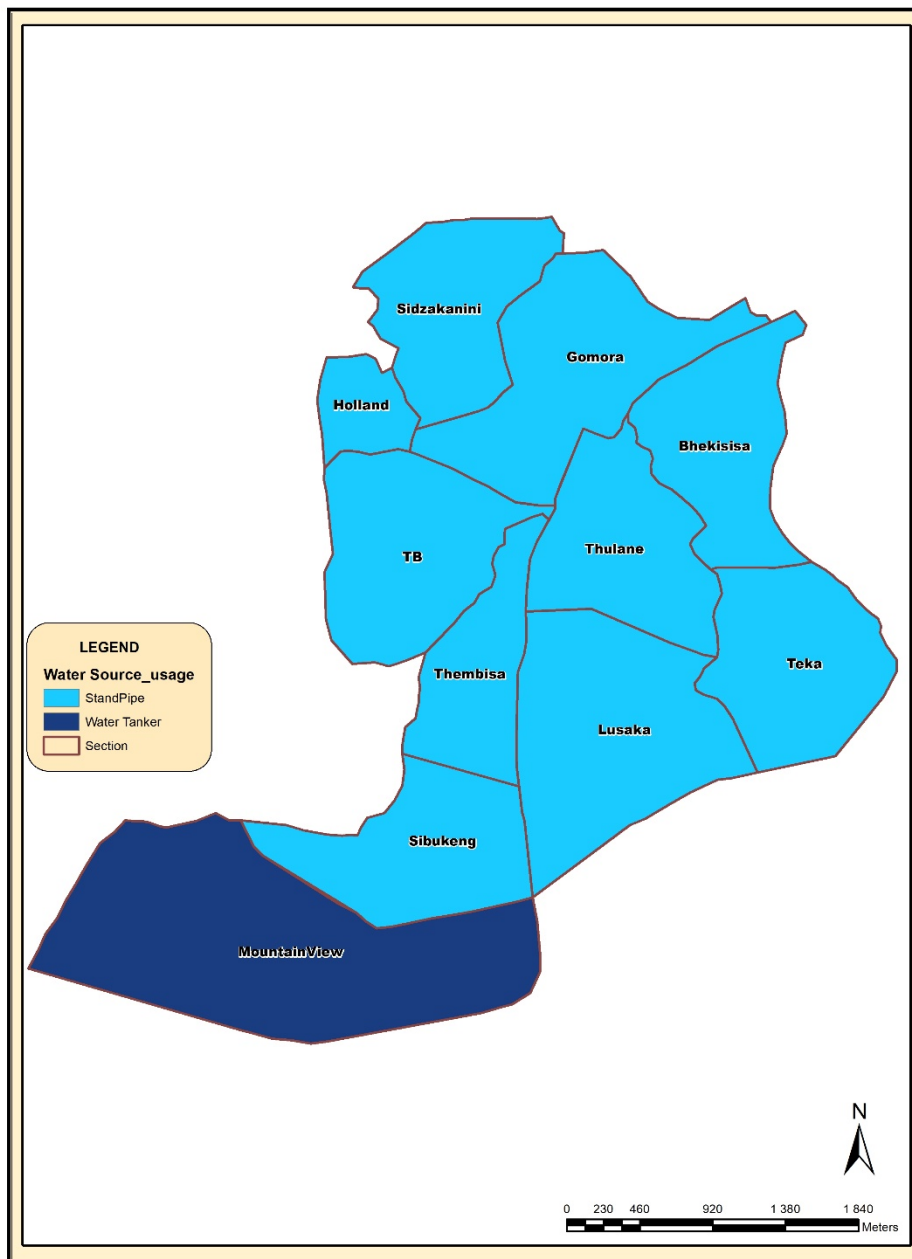 Sidzakanini
Gomora
Holland
Bhekisisa
TB
Thulane
Thembisa
Teka
Lusaka
Sibukeng
MountainView
LEGEND
Water Source_usage
StandPipe
Water Tanker
Section
N
0 230 460 920 1 380 1 840
Meters